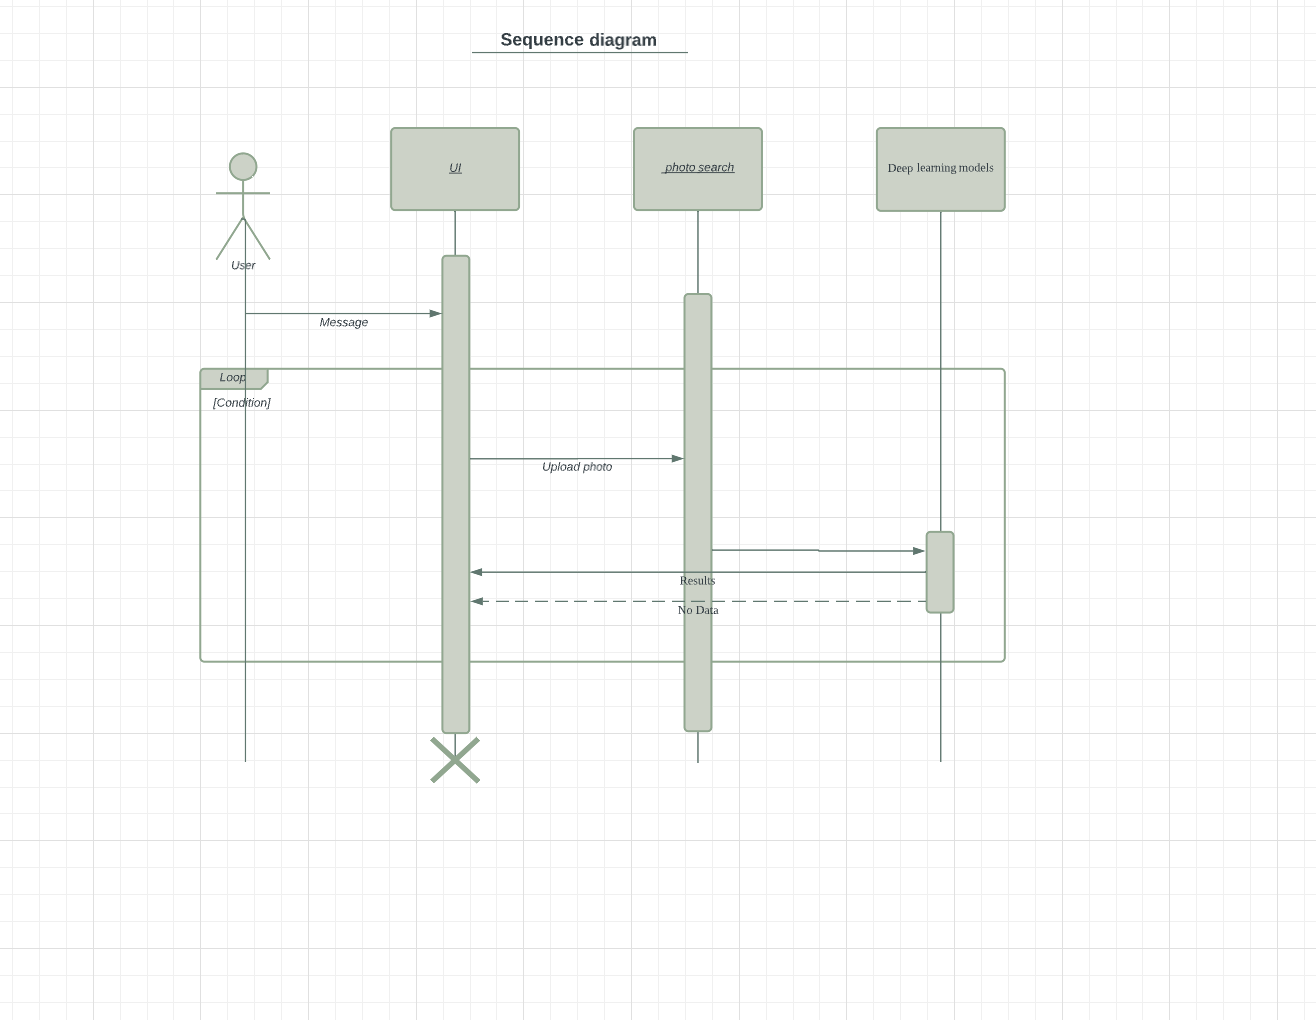 Sequence diagram
UI
photo search
Deep learning models
User
Message
Loop
[Condition]
Upload photo
Results
No Data